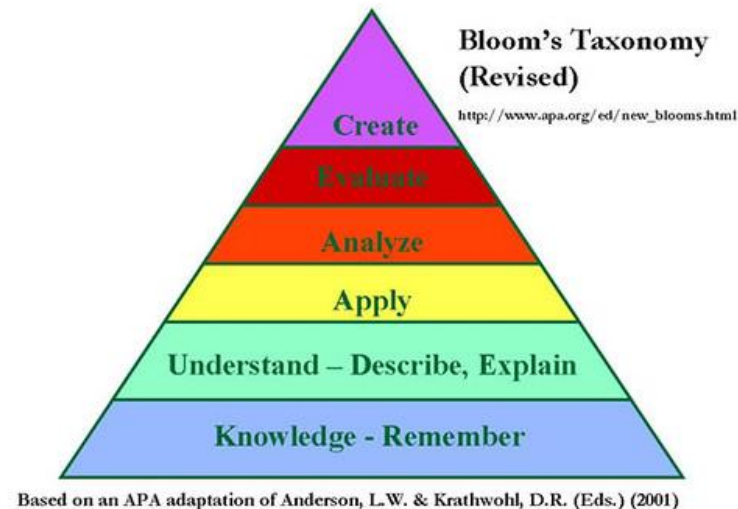 Bloom's Taxonomy
(Revised)
http://www.apa.org/ed/new_blooms.html
Create
Evaluate
Analyze
Apply
Understand – Describe, Explain
Knowledge - Remember
Based on an APA adaptation of Anderson, L.W. & Krathwohl, D.R. (Eds.) (2001)